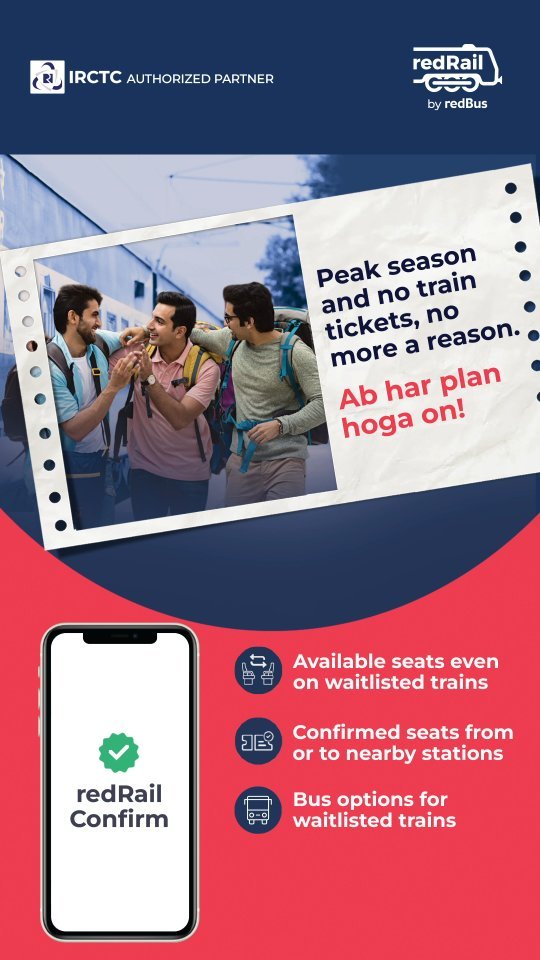 IRCTC AUTHORIZED PARTNER
redRail
by redBus
Peak season
and no train
tickets, no
more a reason.
Ab har plan
hoga on!
redRail
Confirm
Available seats even
on waitlisted trains
Confirmed seats from
or to nearby stations
Bus options for
waitlisted trains